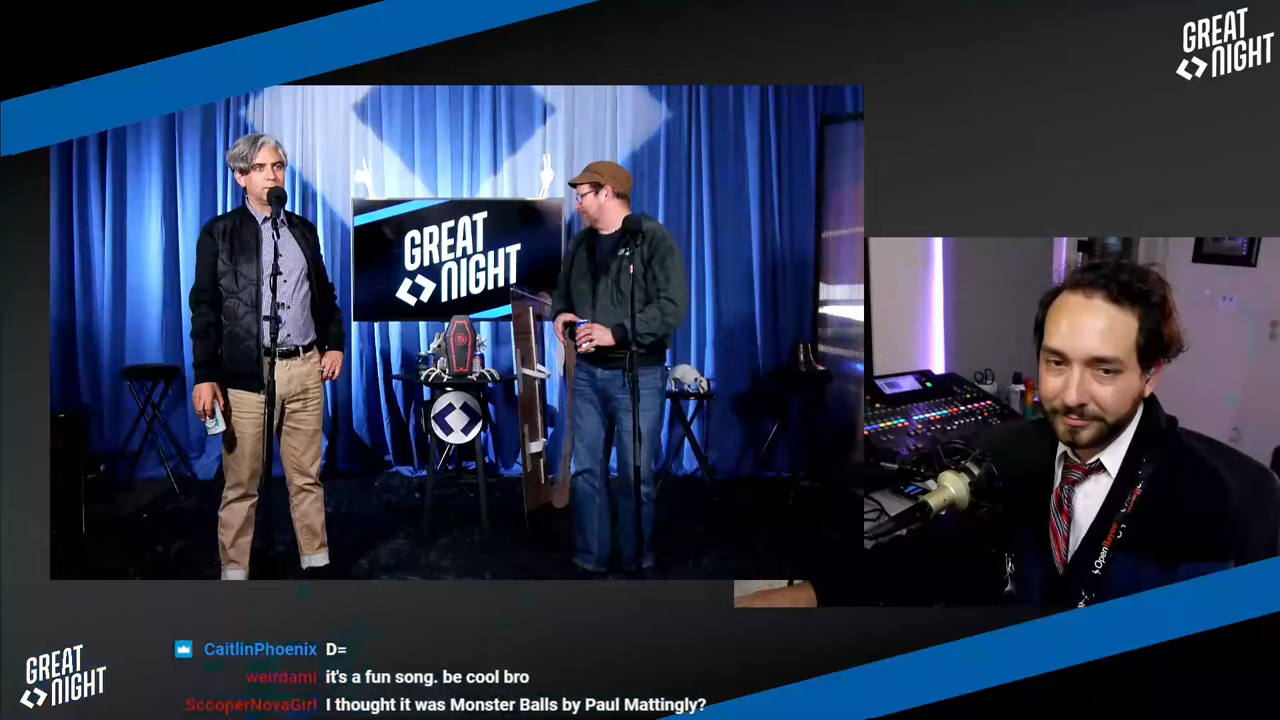 GREAT
NIGHT
GREAT
NIGHT
OpenRaven
GREAT
NIGHT
CaitlinPhoenix D=
weirdami it's a fun song. be cool bro
ScooperNovaGirl I thought it was Monster Balls by Paul Mattingly?